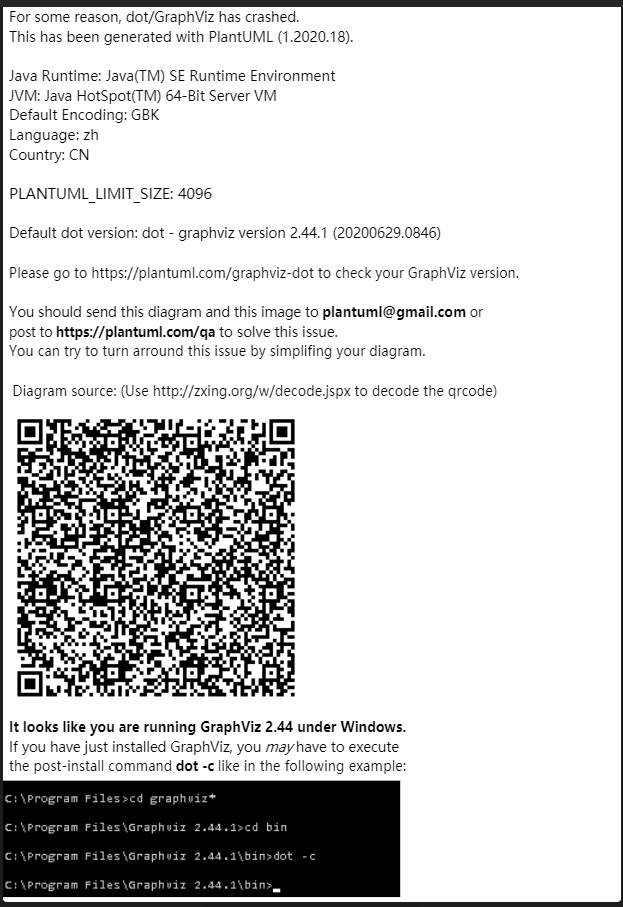 For some reason, dot/GraphViz has crashed.
This has been generated with PlantUML (1.2020.18).
Java Runtime: Java(TM) SE Runtime Environment
JVM: Java HotSpot(TM) 64-Bit Server VM
Default Encoding: GBK
Language: zh
Country: CN
PLANTUML_LIMIT_SIZE: 4096
Default dot version: dot - graphviz version 2.44.1 (20200629.0846)
Please go to https://plantuml.com/graphviz-dot to check your GraphViz version.
You should send this diagram and this image to plantuml@gmail.com or
post to https://plantuml.com/qa to solve this issue.
You can try to turn arround this issue by simplifing your diagram.
Diagram source: (Use http://zxing.org/w/decode.jspx to decode the qrcode)
It looks like you are running GraphViz 2.44 under Windows.
If you have just installed GraphViz, you may have to execute
the post-install command dot -c like in the following example:
C:\Program Files>cd graphviz*
C:\Program Files\Graphviz 2.44.1>cd bin
C:\Program Files\Graphviz 2.44.1\bin>dot -c
C:\Program Files\Graphviz 2.44.1\bin>_